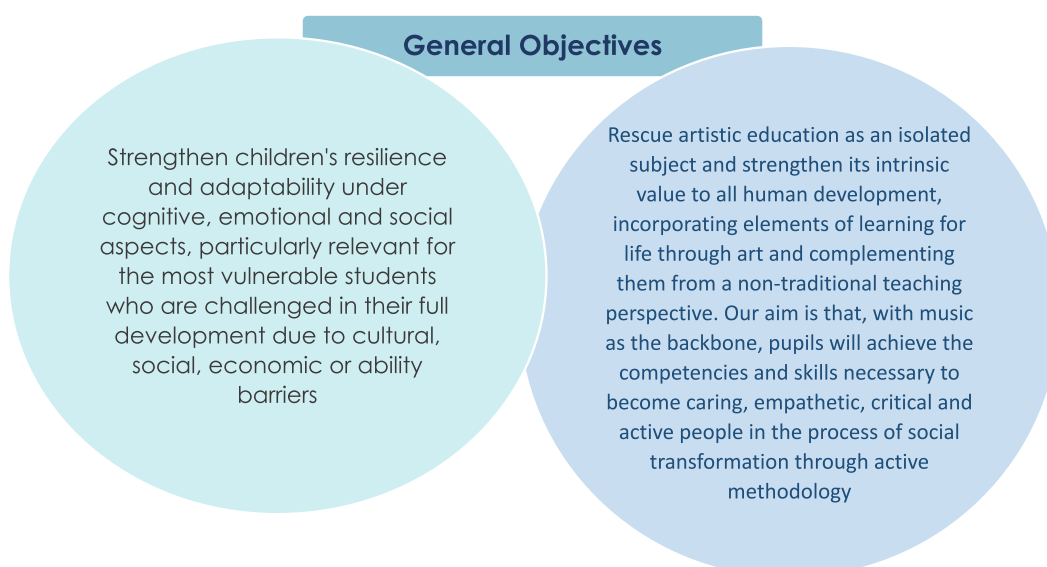 General Objectives
Strengthen children's resilience
and adaptability under
cognitive, emotional and social
aspects, particularly relevant for
the most vulnerable students
who are challenged in their full
development due to cultural,
social, economic or ability
barriers
Rescue artistic education as an isolated
subject and strengthen its intrinsic
value to all human development,
incorporating elements of learning for
life through art and complementing
them from a non-traditional teaching
perspective. Our aim is that, with music
as the backbone, pupils will achieve the
competencies and skills necessary to
become caring, empathetic, critical and
active people in the process of social
transformation through active
methodology